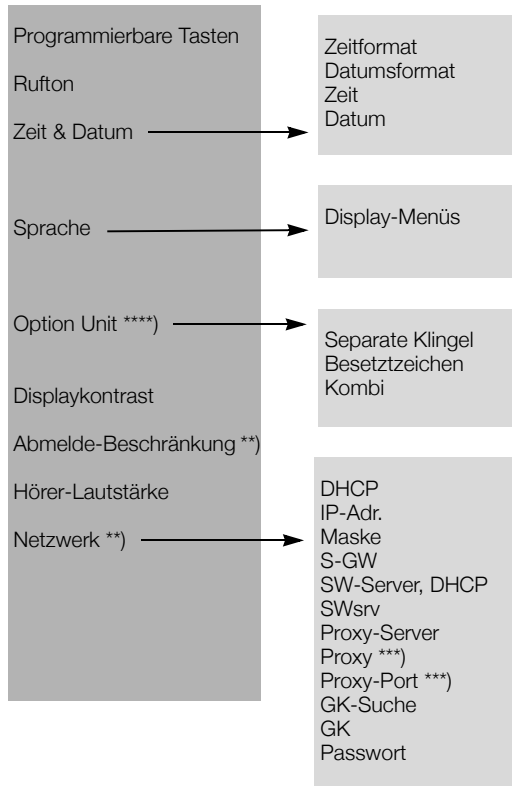 Programmierbare Tasten
Rufton
Zeit & Datum
Zeitformat
Datumsformat
Zeit
Datum
Sprache
Display-Menüs
Option Unit ****)
Separate Klingel
Besetztzeichen
Kombi
Displaykontrast
Abmelde-Beschränkung **)
Hörer-Lautstärke
Netzwerk **)
DHCP
IP-Adr.
Maske
S-GW
SW-Server, DHCP
SWsrv
Proxy-Server
Proxy ***)
Proxy-Port ***)
GK-Suche
GK
Passwort